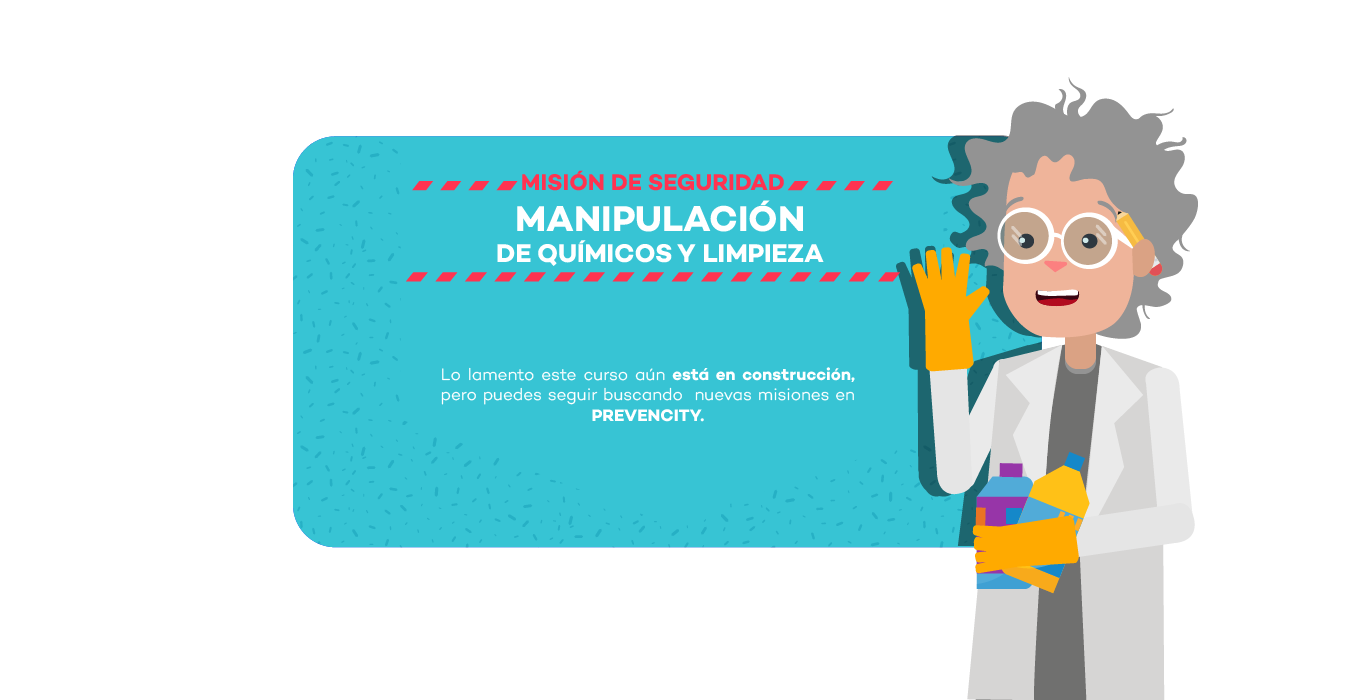 MISIÓN DE SEGURIDAD
MANIPULACIÓN
DE QUÍMICOS Y LIMPIEZA
Lo lamento este curso aún está en construcción,
pero puedes seguir buscando nuevas misiones en
PREVENCITY.